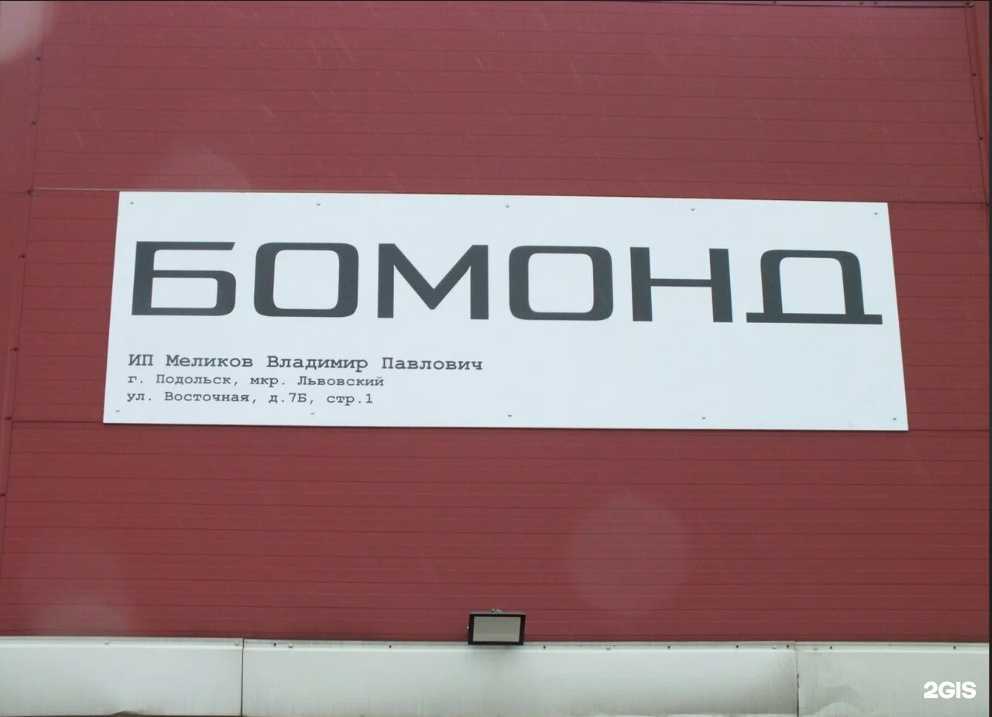 БОМОНД
ИП Меликов Владимир Павлович
г. Подольск, мкр. Львовский
ул. Восточная, д.7Б, стр.1
2GIS